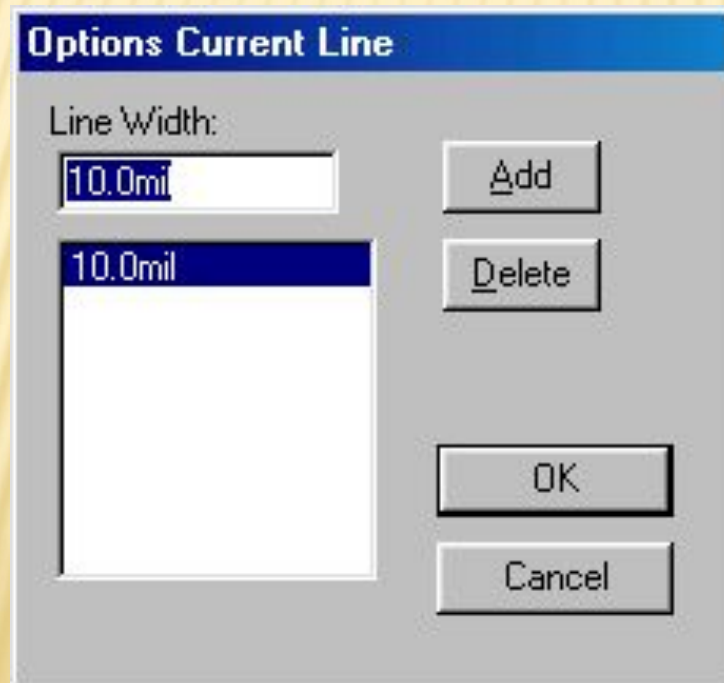 Options Current Line
Line Width:
10.0mil
Add
10.0mil
Delete
OK
Cancel